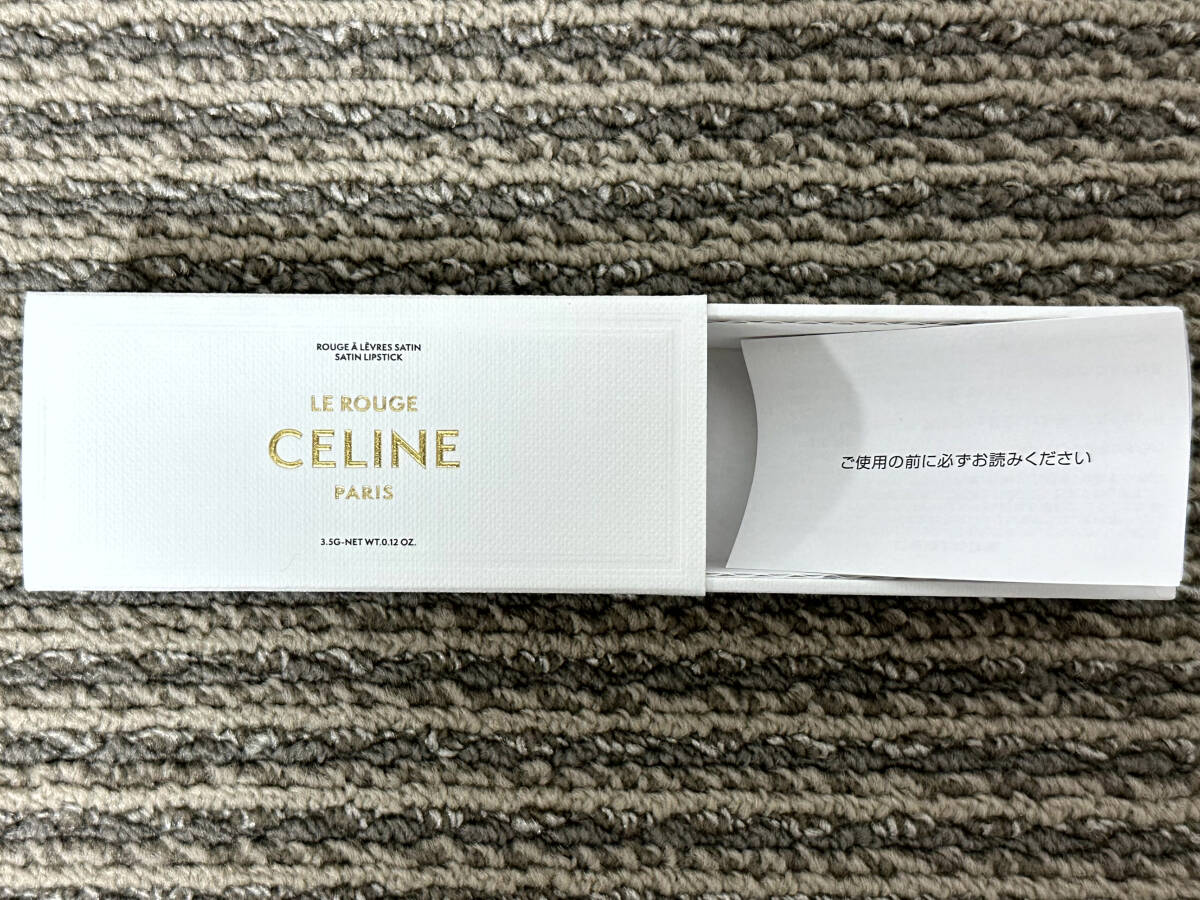 ROUGE À LÈVRES SATIN
SATIN LIPSTICK
LE ROUGE
CELINE
PARIS
3.5G-NET WT.0.12 OZ.
ご使用の前に必ずお読みください